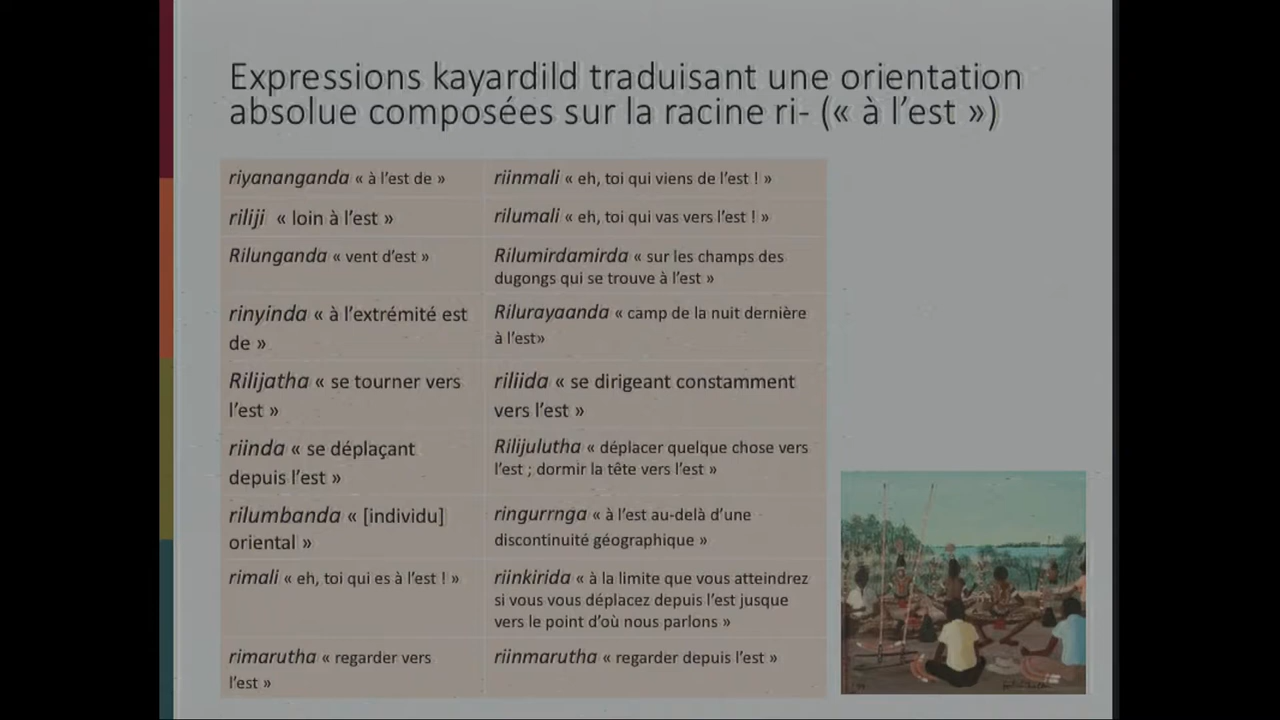 Expressions kayardild traduisant une orientation
absolue composées sur la racine ri- (« à l’est »)
riyananganda « à l’est de »
riinmali « eh, toi qui viens de l’est ! »
riliji « loin à l’est »
rilumali « eh, toi qui vas vers l’est ! »
Rilunganda « vent d’est »
Rilumirdamirda « sur les champs des
dugongs qui se trouve à l’est »
rinyinda « à l’extrémité est
de »
Rilurayaanda « camp de la nuit dernière
à l’est»
Rilijatha « se tourner vers
l’est »
riliida « se dirigeant constamment
vers l’est »
riinda « se déplaçant
depuis l’est »
Rilijulutha « déplacer quelque chose vers
l’est ; dormir la tête vers l’est »
rilumbanda « [individu]
oriental »
ringurrnga « à l’est au-delà d’une
discontinuité géographique »
rimali « eh, toi qui es à l’est ! »
riinkirida « à la limite que vous atteindrez
si vous vous déplacez depuis l’est jusque
vers le point d’où nous parlons »
rimarutha « regarder vers
l’est »
riinmarutha « regarder depuis l’est »